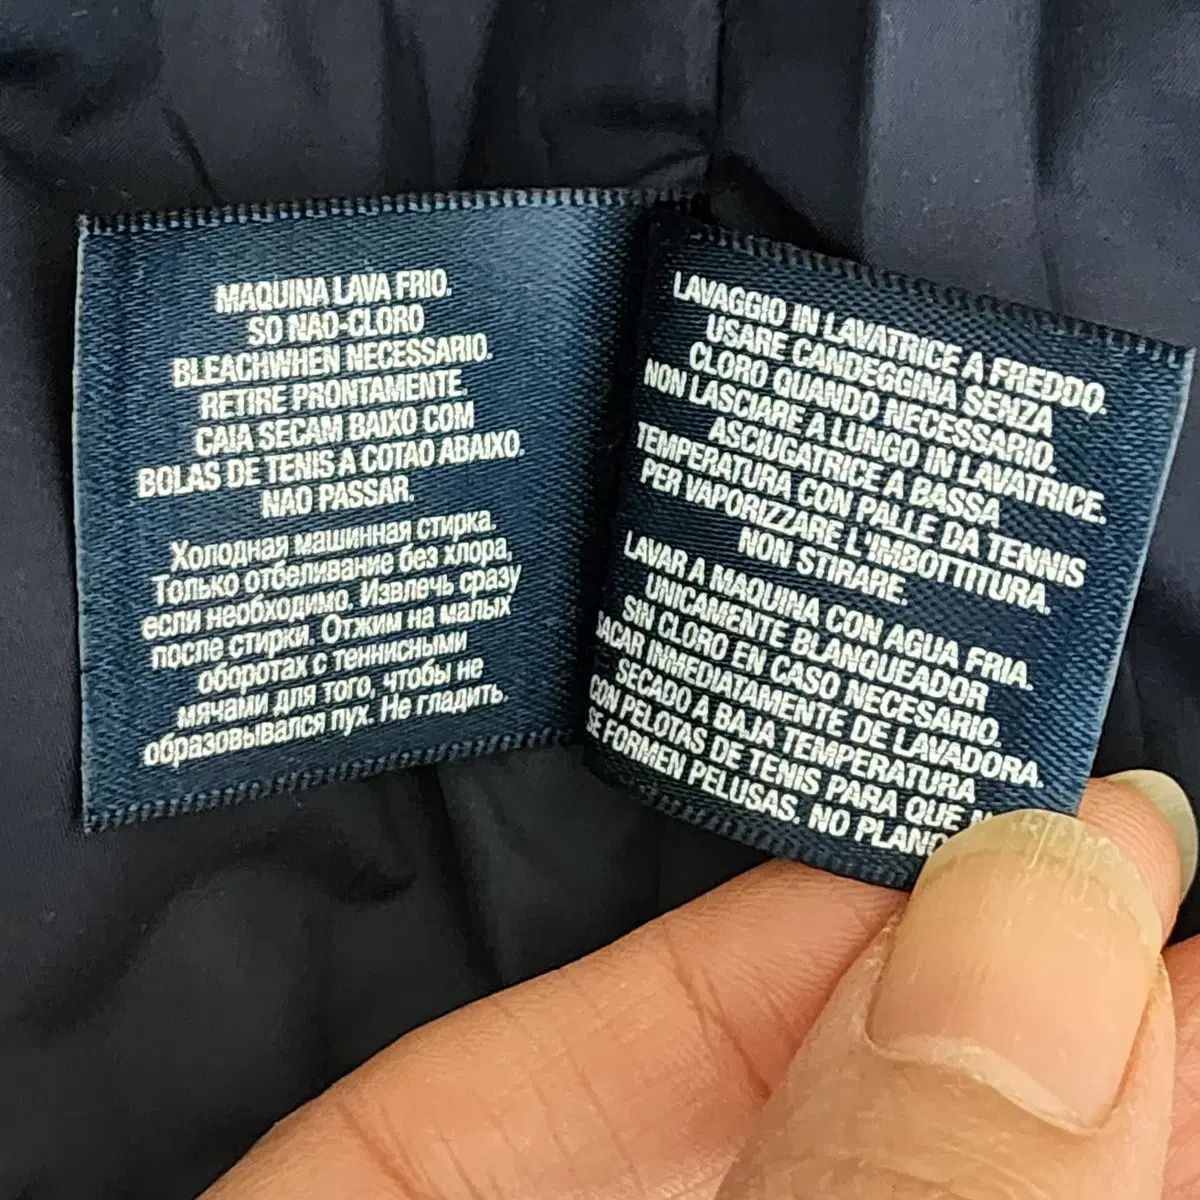 MAQUINA LAVA FRIO.
SO NAO-CLORO
BLEACHWHEN NECESSARIO.
RETIRE PRONTAMENTE.
CAIA SECAM BAIXO COM
BOLAS DE TENIS A COTAO ABAIXO.
NAO PASSAR.
Холодная машинная стирка.
Только отбеливание без хлора,
если необходимо. Извлечь сразу
после стирки. Отжим на малых
оборотах с теннисными
мячами для того, чтобы не
образовывался пух. Не гладить.
LAVAGGIO IN LAVATRICE A FREDDO.
USARE CANDEGGINA SENZA
CLORO QUANDO NECESSARIO.
NON LASCIARE A LUNGO IN LAVATRICE.
ASCIUGATRICE A BASSA
TEMPERATURA CON PALLE DA TENNIS
PER VAPORIZZARE L'IMBOTTITURA.
NON STIRARE.
LAVAR A MAQUINA CON AGUA FRIA.
UNICAMENTE BLANQUEADOR
SIN CLORO EN CASO NECESARIO.
SACAR INMEDIATAMENTE DE LAVADORA.
SECADO A BAJA TEMPERATURA
CON PELOTAS DE TENIS PARA QUE
SE FORMEN PELUSAS. NO